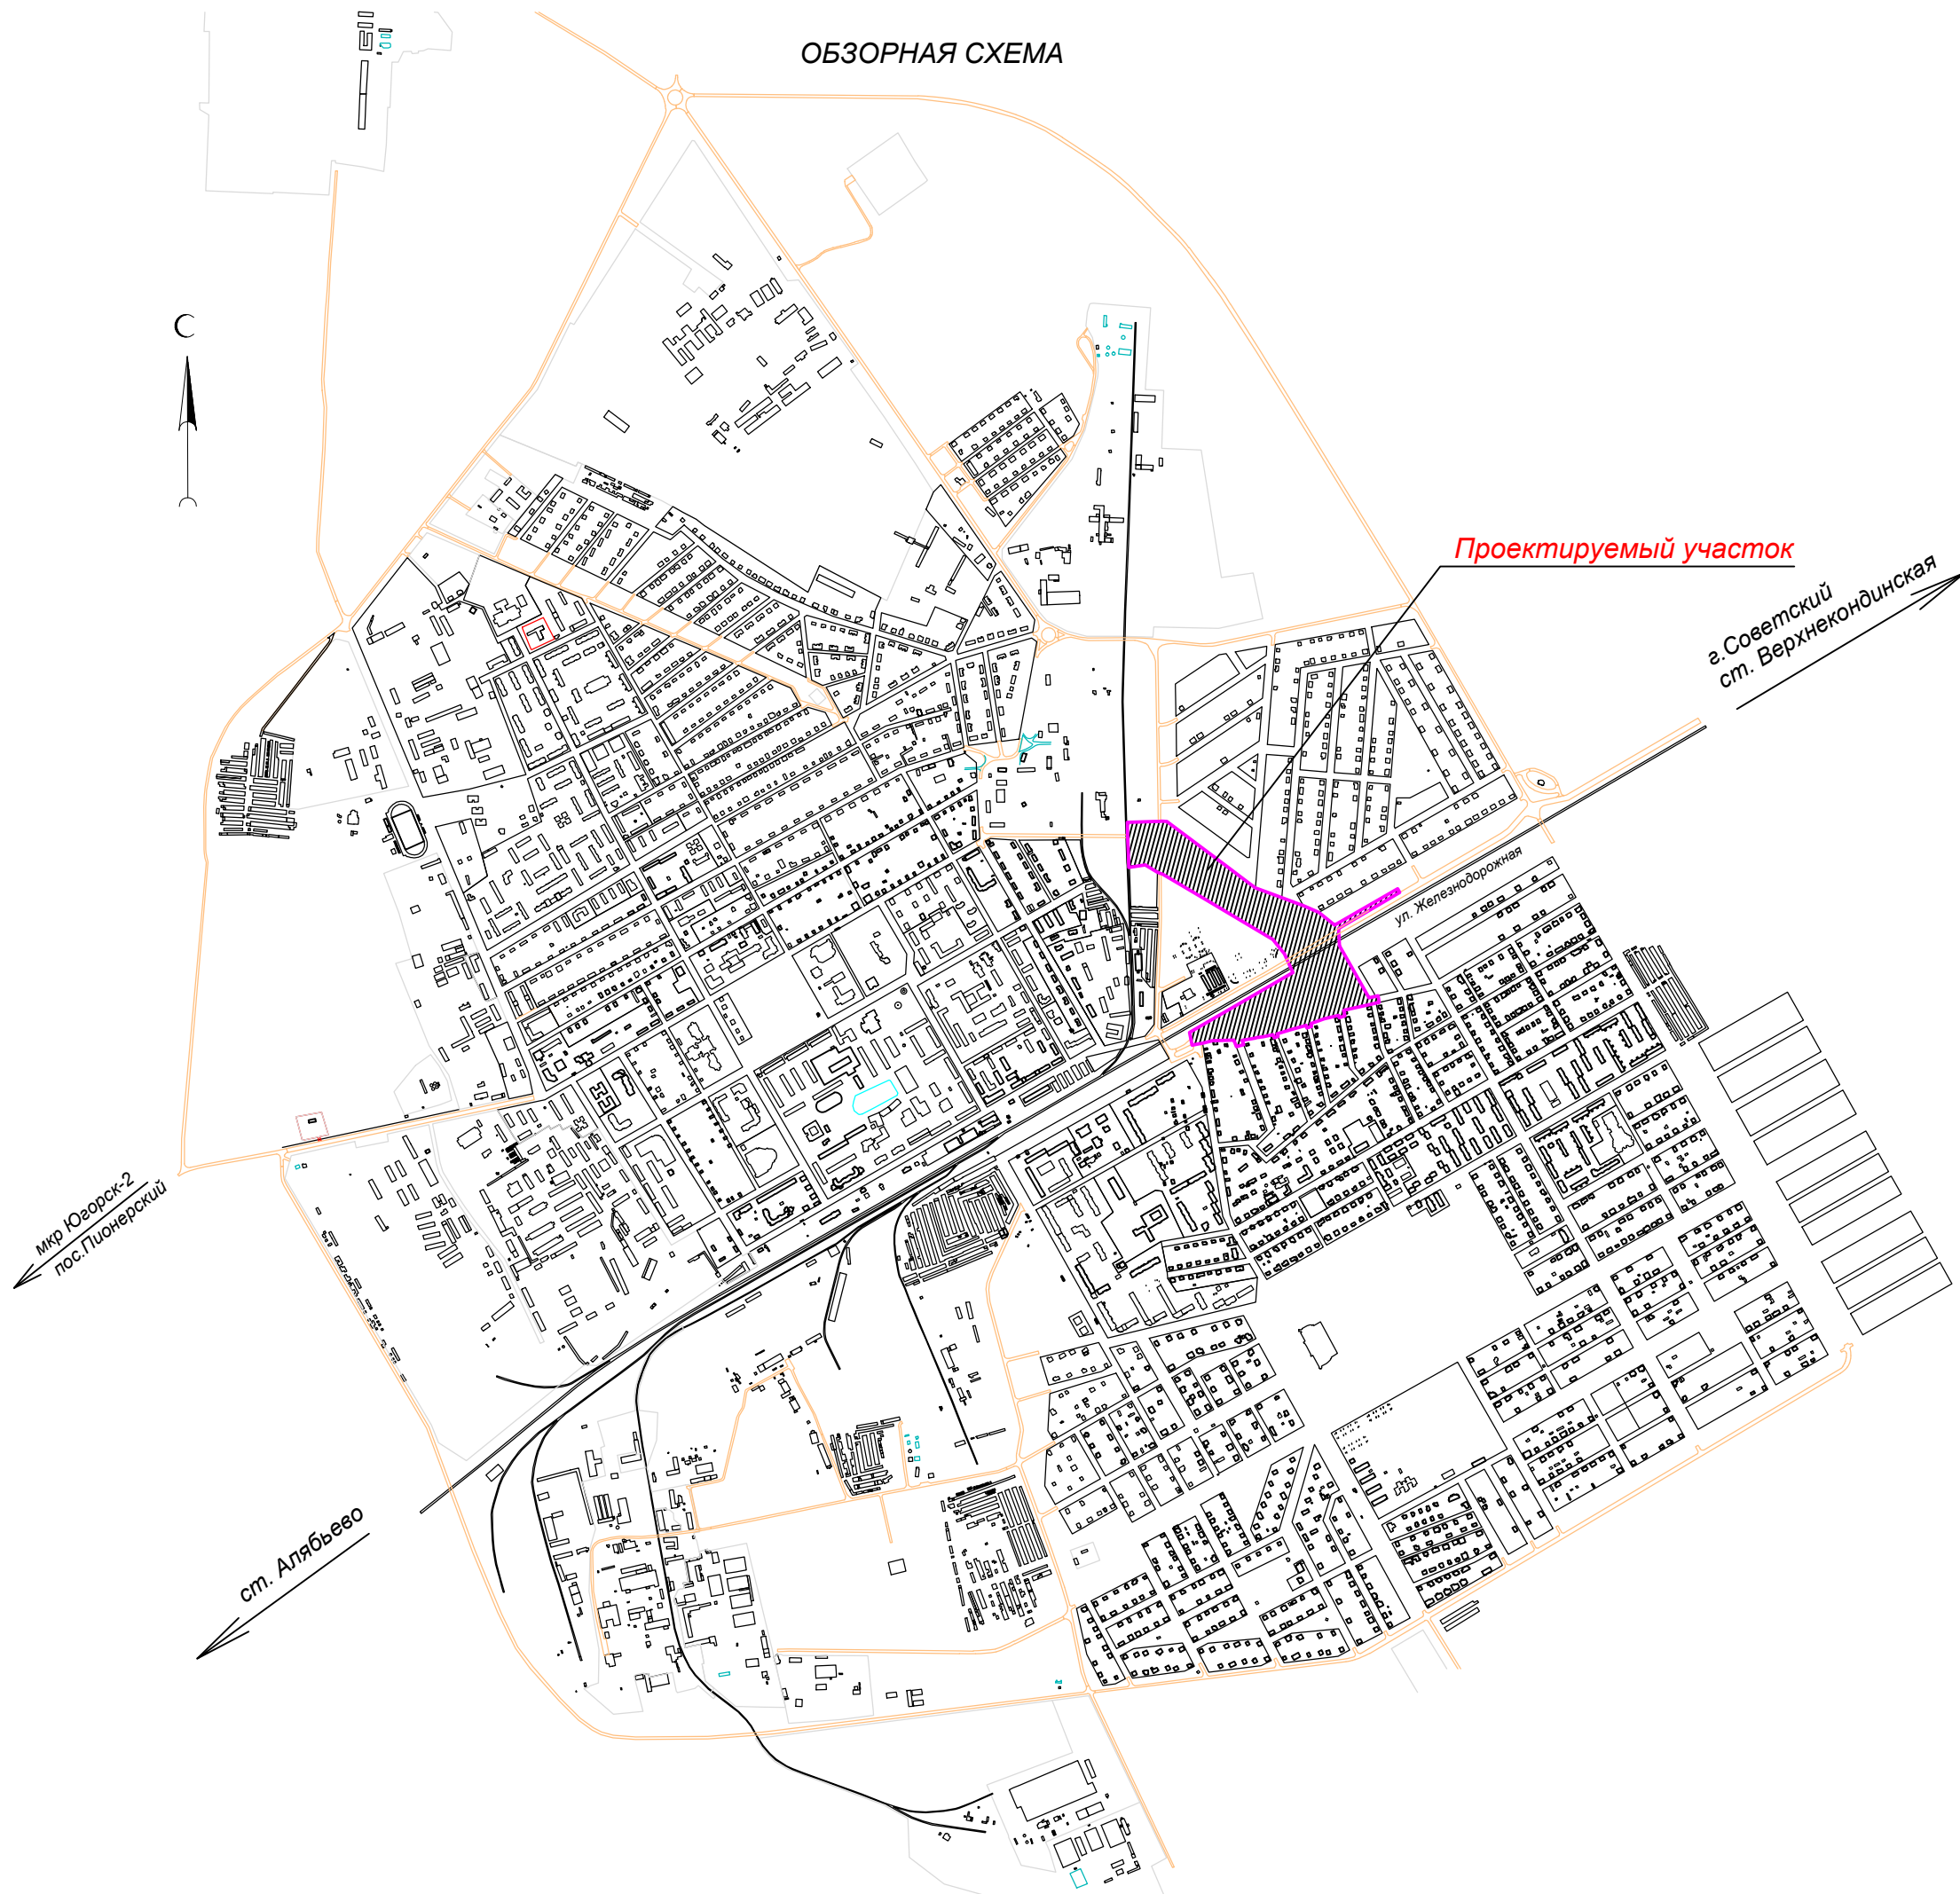 ОБЗОРНАЯ СХЕМА
С
Проектируемый участок
г.Советский
ст. Верхнекондинская
ул. Железнодорожная
мкр Югорск-2
пос.Пионерский
ст. Алябьево